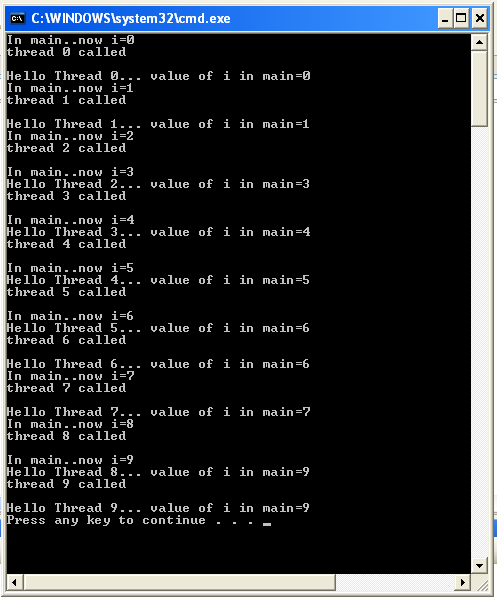 C:\WINDOWS\system32\cmd.exe
In main..now i=0
thread 0 called
Hello Thread 0... value of i in main=0
In main..now i=1
thread 1 called
Hello Thread 1... value of i in main=1
In main..now i=2
thread 2 called
In main..now i=3
Hello Thread 2... value of i in main=3
thread 3 called
In main..now i=4
Hello Thread 3... value of i in main=4
thread 4 called
In main..now i=5
Hello Thread 4... value of i in main=5
thread 5 called
In main..now i=6
Hello Thread 5... value of i in main=6
thread 6 called
Hello Thread 6... value of i in main=6
In main..now i=7
thread 7 called
Hello Thread 7... value of i in main=7
In main..now i=8
thread 8 called
In main..now i=9
Hello Thread 8... value of i in main=9
thread 9 called
Hello Thread 9... value of i in main=9
Press any key to continue . . .